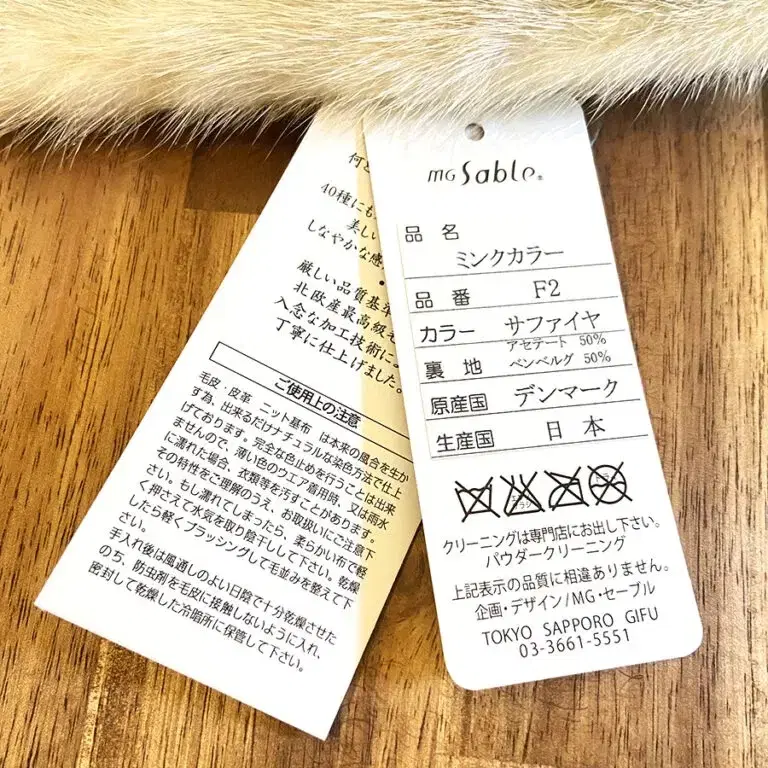 何と
40種にも
美しい
しなやかな感
厳しい品質基準
北欧産最高級毛
入念な加工技術によ
丁寧に仕上げました。
ご使用上の注意
毛皮・皮革 ニット基布 は本来の風合を生か
す為、出来るだけナチュラルな染色方法で仕上
げております。完全な色止めを行うことは出来
ませんので、薄い色のウエア着用時、又は雨水
に濡れた場合、衣類等を汚すことがあります。
その特性をご理解のうえ、お取扱いにご注意下
さい。もし濡れてしまったら、柔らかい布で軽
く押さえて水気を取り陰干しして下さい。乾燥
したら軽くブラッシングして毛並みを整えて下
さい。
手入れ後は風通しのよい日陰で十分乾燥させた
のち、防虫剤を毛皮に接触しないように入れ、
密封して乾燥した冷暗所に保管して下さい。
MG Sable®
品名 ミンクカラー
品番 F2
カラー サファイヤ
裏地 アセテート 50%
ベンベルグ 50%
原産国 デンマーク
生産国 日本
クリーニングは専門店にお出し下さい。
パウダークリーニング
上記表示の品質に相違ありません。
企画・デザイン/MG・セーブル
TOKYO SAPPORO GIFU
03-3661-5551